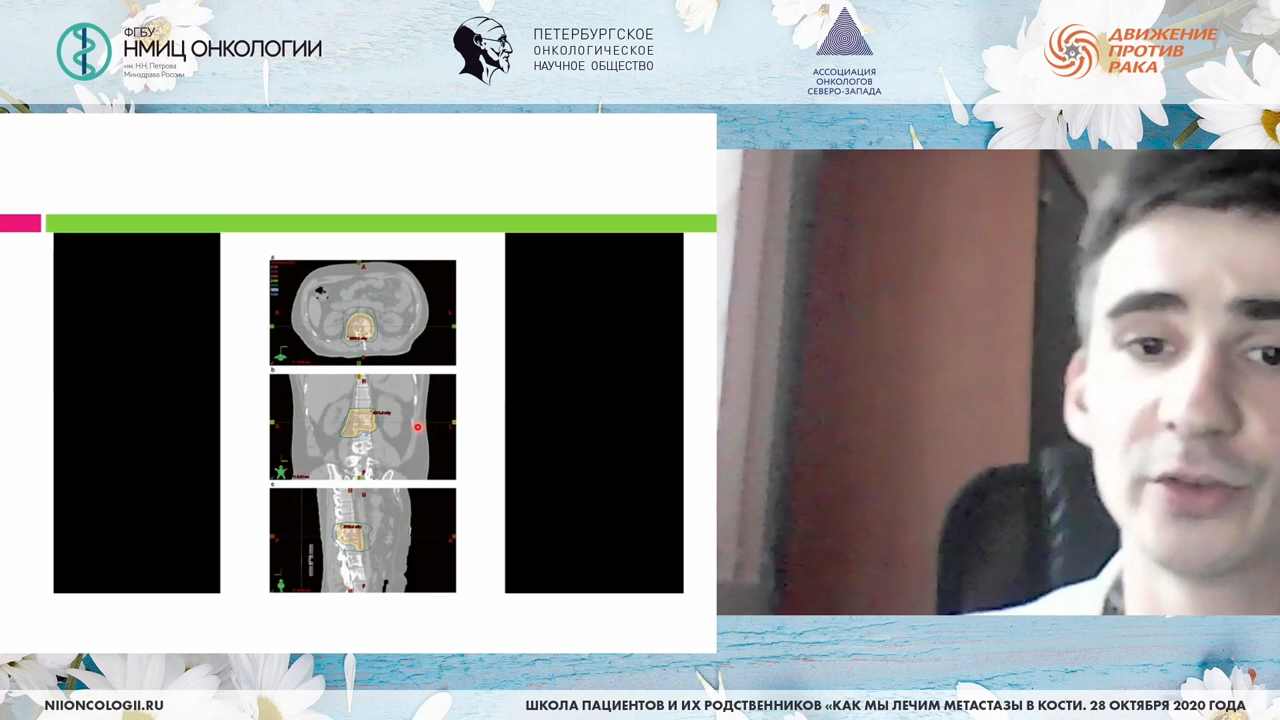 ФГБУ
НМИЦ ОНКОЛОГИИ
им. Н.Н. Петрова
Минздрава России
ПЕТЕРБУРГСКОЕ
ОНКОЛОГИЧЕСКОЕ
НАУЧНОЕ ОБЩЕСТВО
АССОЦИАЦИЯ
ОНКОЛОГОВ
СЕВЕРО-ЗАПАДА
ДВИЖЕНИЕ
ПРОТИВ
РАКА
a
A
b
H
L
c
H
H
F
NIIONCOLOGII.RU
ШКОЛА ПАЦИЕНТОВ И ИХ РОДСТВЕННИКОВ «КАК МЫ ЛЕЧИМ МЕТАСТАЗЫ В КОСТИ. 28 ОКТЯБРЯ 2020 ГОДА